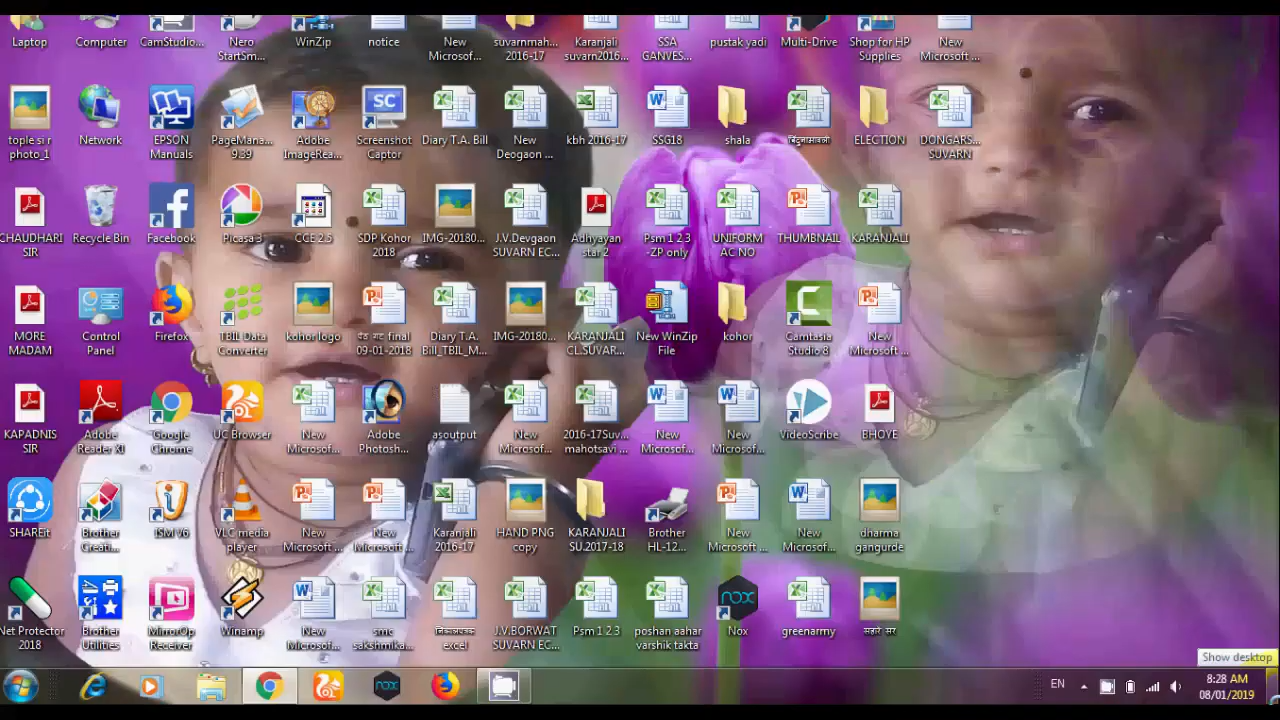 Laptop
Computer
CamStudio...
Nero
StartSm...
WinZip
notice
New
Microsof...
suvarnmah...
2016-17
Karanjali
suvarn2016...
SSA
GANVES...
pustak yadi
Multi-Drive
Shop for HP
Supplies
New
Microsoft ...
tople si r
photo_1
Network
EPSON
Manuals
PageMana...
9.39
Adobe
ImageRea...
Screenshot
Captor
Diary T.A. Bill
New
Deogaon ...
kbh 2016-17
SSG18
shala
ELECTION
DONGARS...
SUVARN
CHAUDHARI
SIR
Recycle Bin
Facebook
Picasa 3
CCE 2.5
SDP Kohor
2018
IMG-20180...
J.V.Devgaon
SUVARN EC...
Adhyayan
star 2
Psm 1 2 3
-ZP only
UNIFORM
AC NO
THUMBNAIL
KARANJALI
MORE
MADAM
Control
Panel
Firefox
TBIL Data
Converter
kohor logo
पेड गट final
09-01-2018
Diary T.A.
Bill_TBIL_M...
IMG-20180...
KARANJALI
CL.SUVAR...
New WinZip
File
kohor
Camtasia
Studio 8
New
Microsoft ...
KAPADNIS
SIR
Adobe
Reader XI
Google
Chrome
UC Browser
New
Microsof...
Adobe
Photosh...
asoutput
New
Microsof...
2016-17Suv...
mahotsavi ...
New
Microsof...
New
Microsof...
VideoScribe
BHOYE
SHAREit
Brother
Creati...
ISM V6
VLC media
player
New
Microsoft ...
New
Microsoft...
Karanjali
2016-17
HAND PNG
copy
KARANJALI
SU.2017-18
Brother
HL-12...
New
Microsoft ...
New
Microsof...
dharma
gangurde
Net Protector
2018
Brother
Utilities
MirrorOp
Receiver
Winamp
New
Microsof...
smc
sakshmika...
excel
J.V.BORWAT
SUVARN EC...
Psm 1 2.3
poshan aahar
varshik takta
Nox
greenarmy
सहारे सर
Show desktop
EN
8:28 AM
08/01/2019